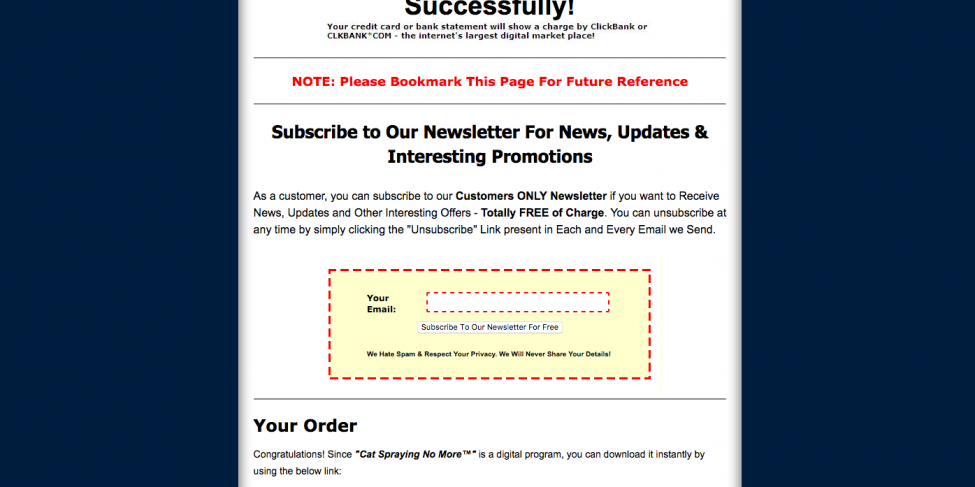 Successfully!
Your credit card or bank statement will show a charge by ClickBank or
CLKBANK*COM - the internet's largest digital market place!
NOTE: Please Bookmark This Page For Future Reference
Subscribe to Our Newsletter For News, Updates &
Interesting Promotions
As a customer, you can subscribe to our Customers ONLY Newsletter if you want to Receive
News, Updates and Other Interesting Offers - Totally FREE of Charge. You can unsubscribe at
any time by simply clicking the "Unsubscribe" Link present in Each and Every Email we Send.
Your
Email:
Subscribe To Our Newsletter For Free
We Hate Spam & Respect Your Privacy. We Will Never Share Your Details!
Your Order
Congratulations! Since "Cat Spraying No More™" is a digital program, you can download it instantly by
using the below link: